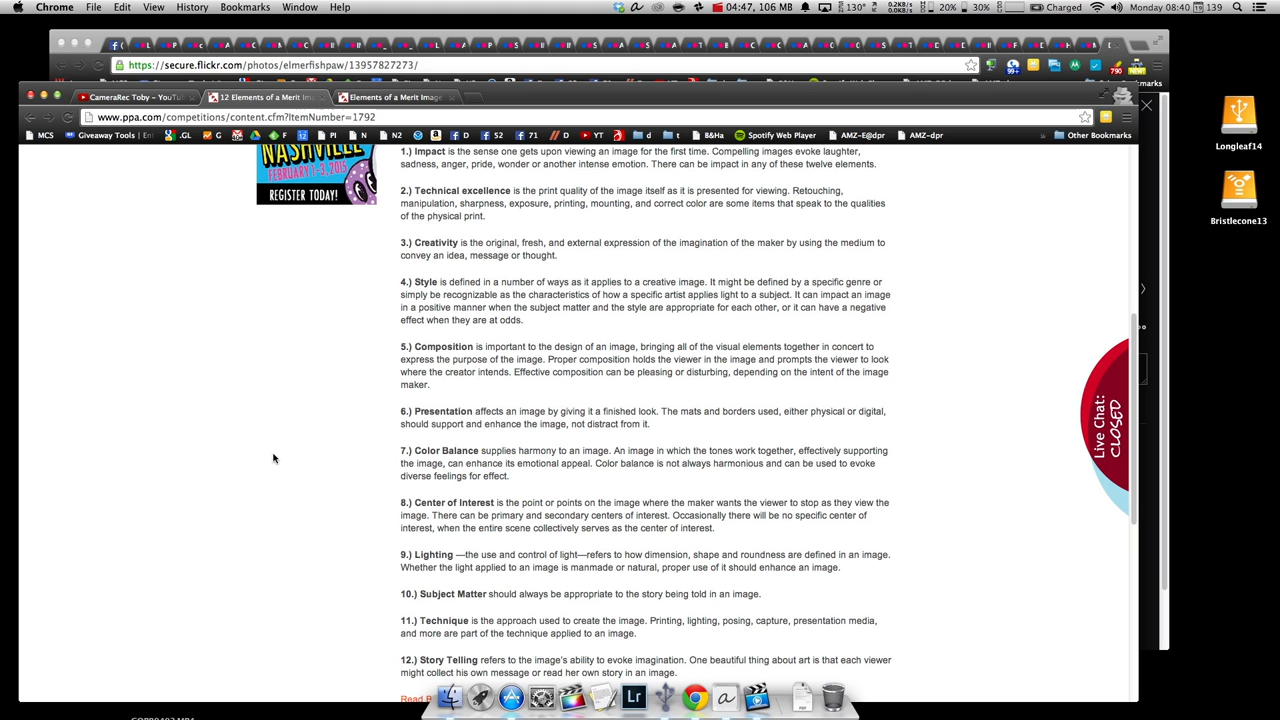 Chrome File Edit View History Bookmarks Window Help
04:47, 106 MB 130° 0.2KB/s 0.0KB/s 20% 30% Charged Monday 08:40 139
https://secure.flickr.com/photos/elmerfishpaw/13957827273/
99+ 790 NEW!
CameraRec Toby – YouTu 12 Elements of a Merit Im Elements of a Merit Imag
www.ppa.com/competitions/content.cfm?ItemNumber=1792
MCS Giveaway Tools .GL G 12 PI N N2 F D F 52 F 71 // D YT d t B&Ha Spotify Web Player AMZ-E@dpr AMZ-dpr Other Bookmarks
Longleaf14
Bristlecone13
NASHVILLE
FEBRUARY 1-3, 2015
REGISTER TODAY!
1.) Impact is the sense one gets upon viewing an image for the first time. Compelling images evoke laughter,
sadness, anger, pride, wonder or another intense emotion. There can be impact in any of these twelve elements.
2.) Technical excellence is the print quality of the image itself as it is presented for viewing. Retouching,
manipulation, sharpness, exposure, printing, mounting, and correct color are some items that speak to the qualities
of the physical print.
3.) Creativity is the original, fresh, and external expression of the imagination of the maker by using the medium to
convey an idea, message or thought.
4.) Style is defined in a number of ways as it applies to a creative image. It might be defined by a specific genre or
simply be recognizable as the characteristics of how a specific artist applies light to a subject. It can impact an image
in a positive manner when the subject matter and the style are appropriate for each other, or it can have a negative
effect when they are at odds.
5.) Composition is important to the design of an image, bringing all of the visual elements together in concert to
express the purpose of the image. Proper composition holds the viewer in the image and prompts the viewer to look
where the creator intends. Effective composition can be pleasing or disturbing, depending on the intent of the image
maker.
6.) Presentation affects an image by giving it a finished look. The mats and borders used, either physical or digital,
should support and enhance the image, not distract from it.
7.) Color Balance supplies harmony to an image. An image in which the tones work together, effectively supporting
the image, can enhance its emotional appeal. Color balance is not always harmonious and can be used to evoke
diverse feelings for effect.
8.) Center of Interest is the point or points on the image where the maker wants the viewer to stop as they view the
image. There can be primary and secondary centers of interest. Occasionally there will be no specific center of
interest, when the entire scene collectively serves as the center of interest.
9.) Lighting —the use and control of light—refers to how dimension, shape and roundness are defined in an image.
Whether the light applied to an image is manmade or natural, proper use of it should enhance an image.
10.) Subject Matter should always be appropriate to the story being told in an image.
11.) Technique is the approach used to create the image. Printing, lighting, posing, capture, presentation media,
and more are part of the technique applied to an image.
12.) Story Telling refers to the image's ability to evoke imagination. One beautiful thing about art is that each viewer
might collect his own message or read her own story in an image.
Read
Live Chat:
CLOSED
Lr